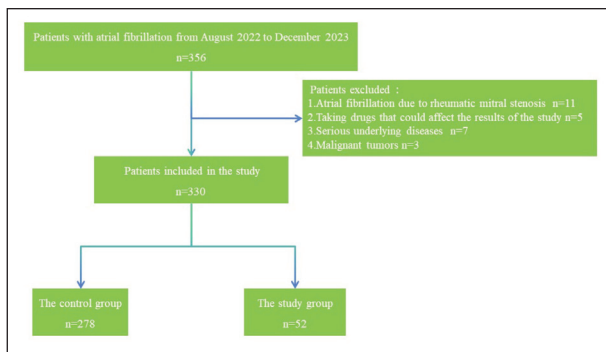 Patients with atrial fibrillation from August 2022 to December 2023
n=356
Patients excluded :
1.Atrial fibrillation due to rheumatic mitral stenosis n=11
2.Taking drugs that could affect the results of the study n=5
3.Serious underlying diseases n=7
4.Malignant tumors n=3
Patients included in the study
n=330
The control group
n=278
The study group
n=52